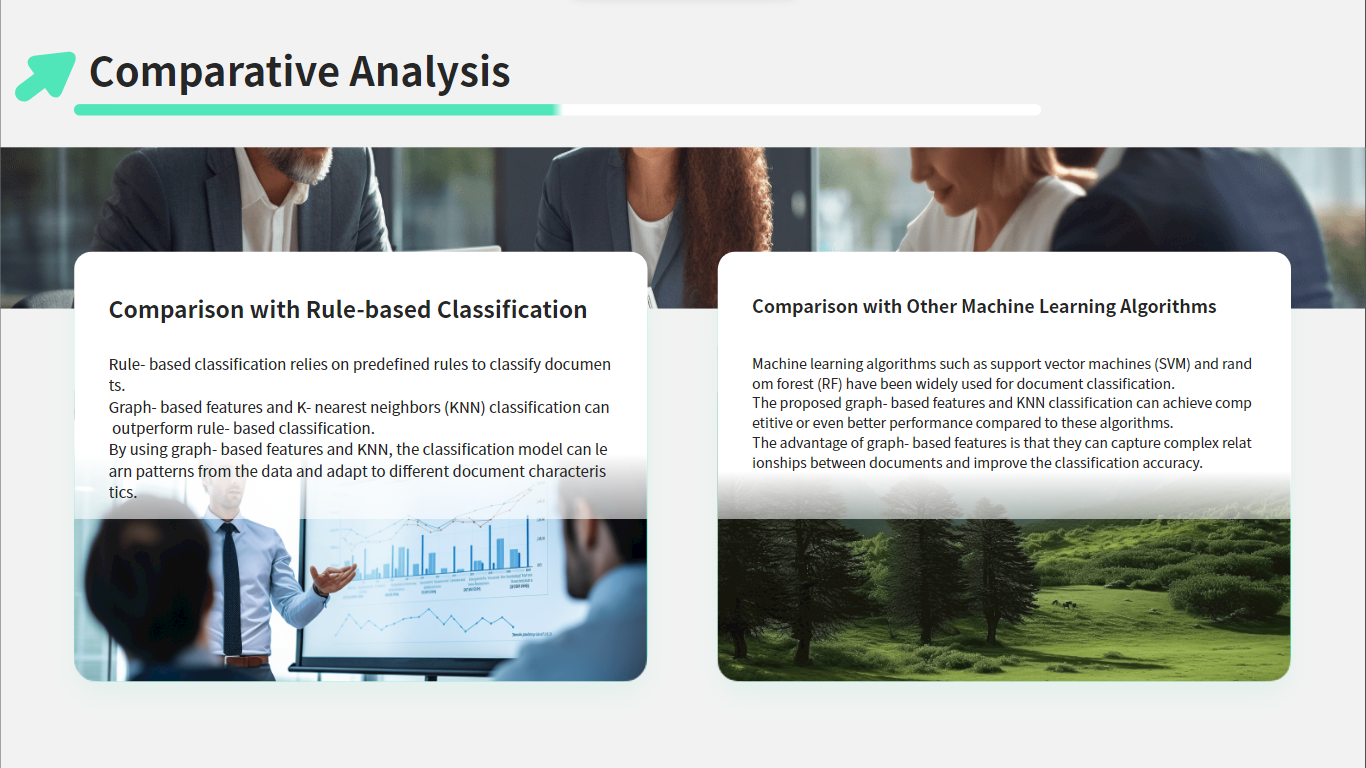 Comparative Analysis
Comparison with Rule-based Classification
Rule- based classification relies on predefined rules to classify documen
ts.
Graph- based features and K- nearest neighbors (KNN) classification can
outperform rule- based classification.
By using graph- based features and KNN, the classification model can le
arn patterns from the data and adapt to different document characteris
tics.
Comparison with Other Machine Learning Algorithms
Machine learning algorithms such as support vector machines (SVM) and rand
om forest (RF) have been widely used for document classification.
The proposed graph- based features and KNN classification can achieve comp
etitive or even better performance compared to these algorithms.
The advantage of graph- based features is that they can capture complex relat
ionships between documents and improve the classification accuracy.